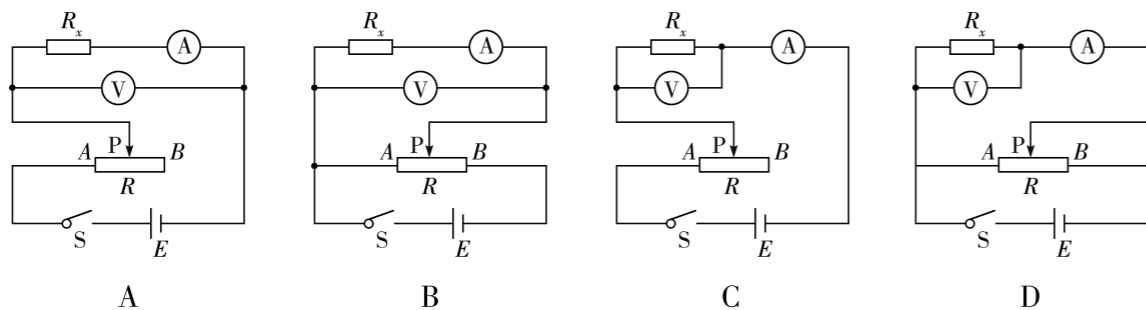 Rx Rx Rx Rx
A A A A
V V V V
P P P P
A B A B A B A B
R R R R
S E S E S E S E
A B C D